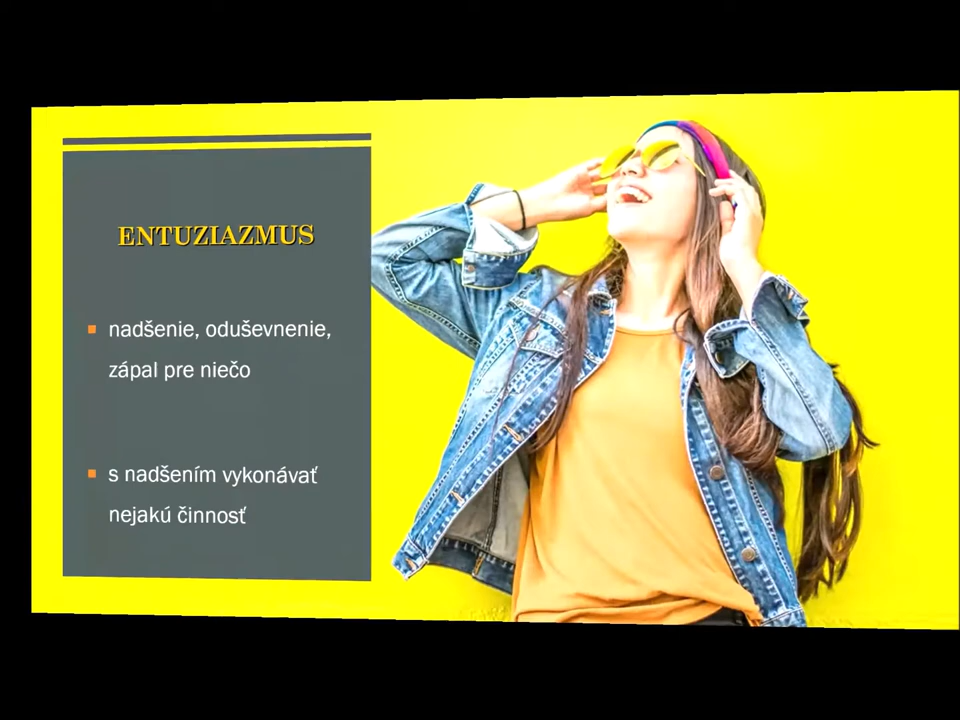 ENTUZIAZMUS
nadšenie, oduševnenie,
zápal pre niečo
s nadšením vykonávať
nejakú činnosť